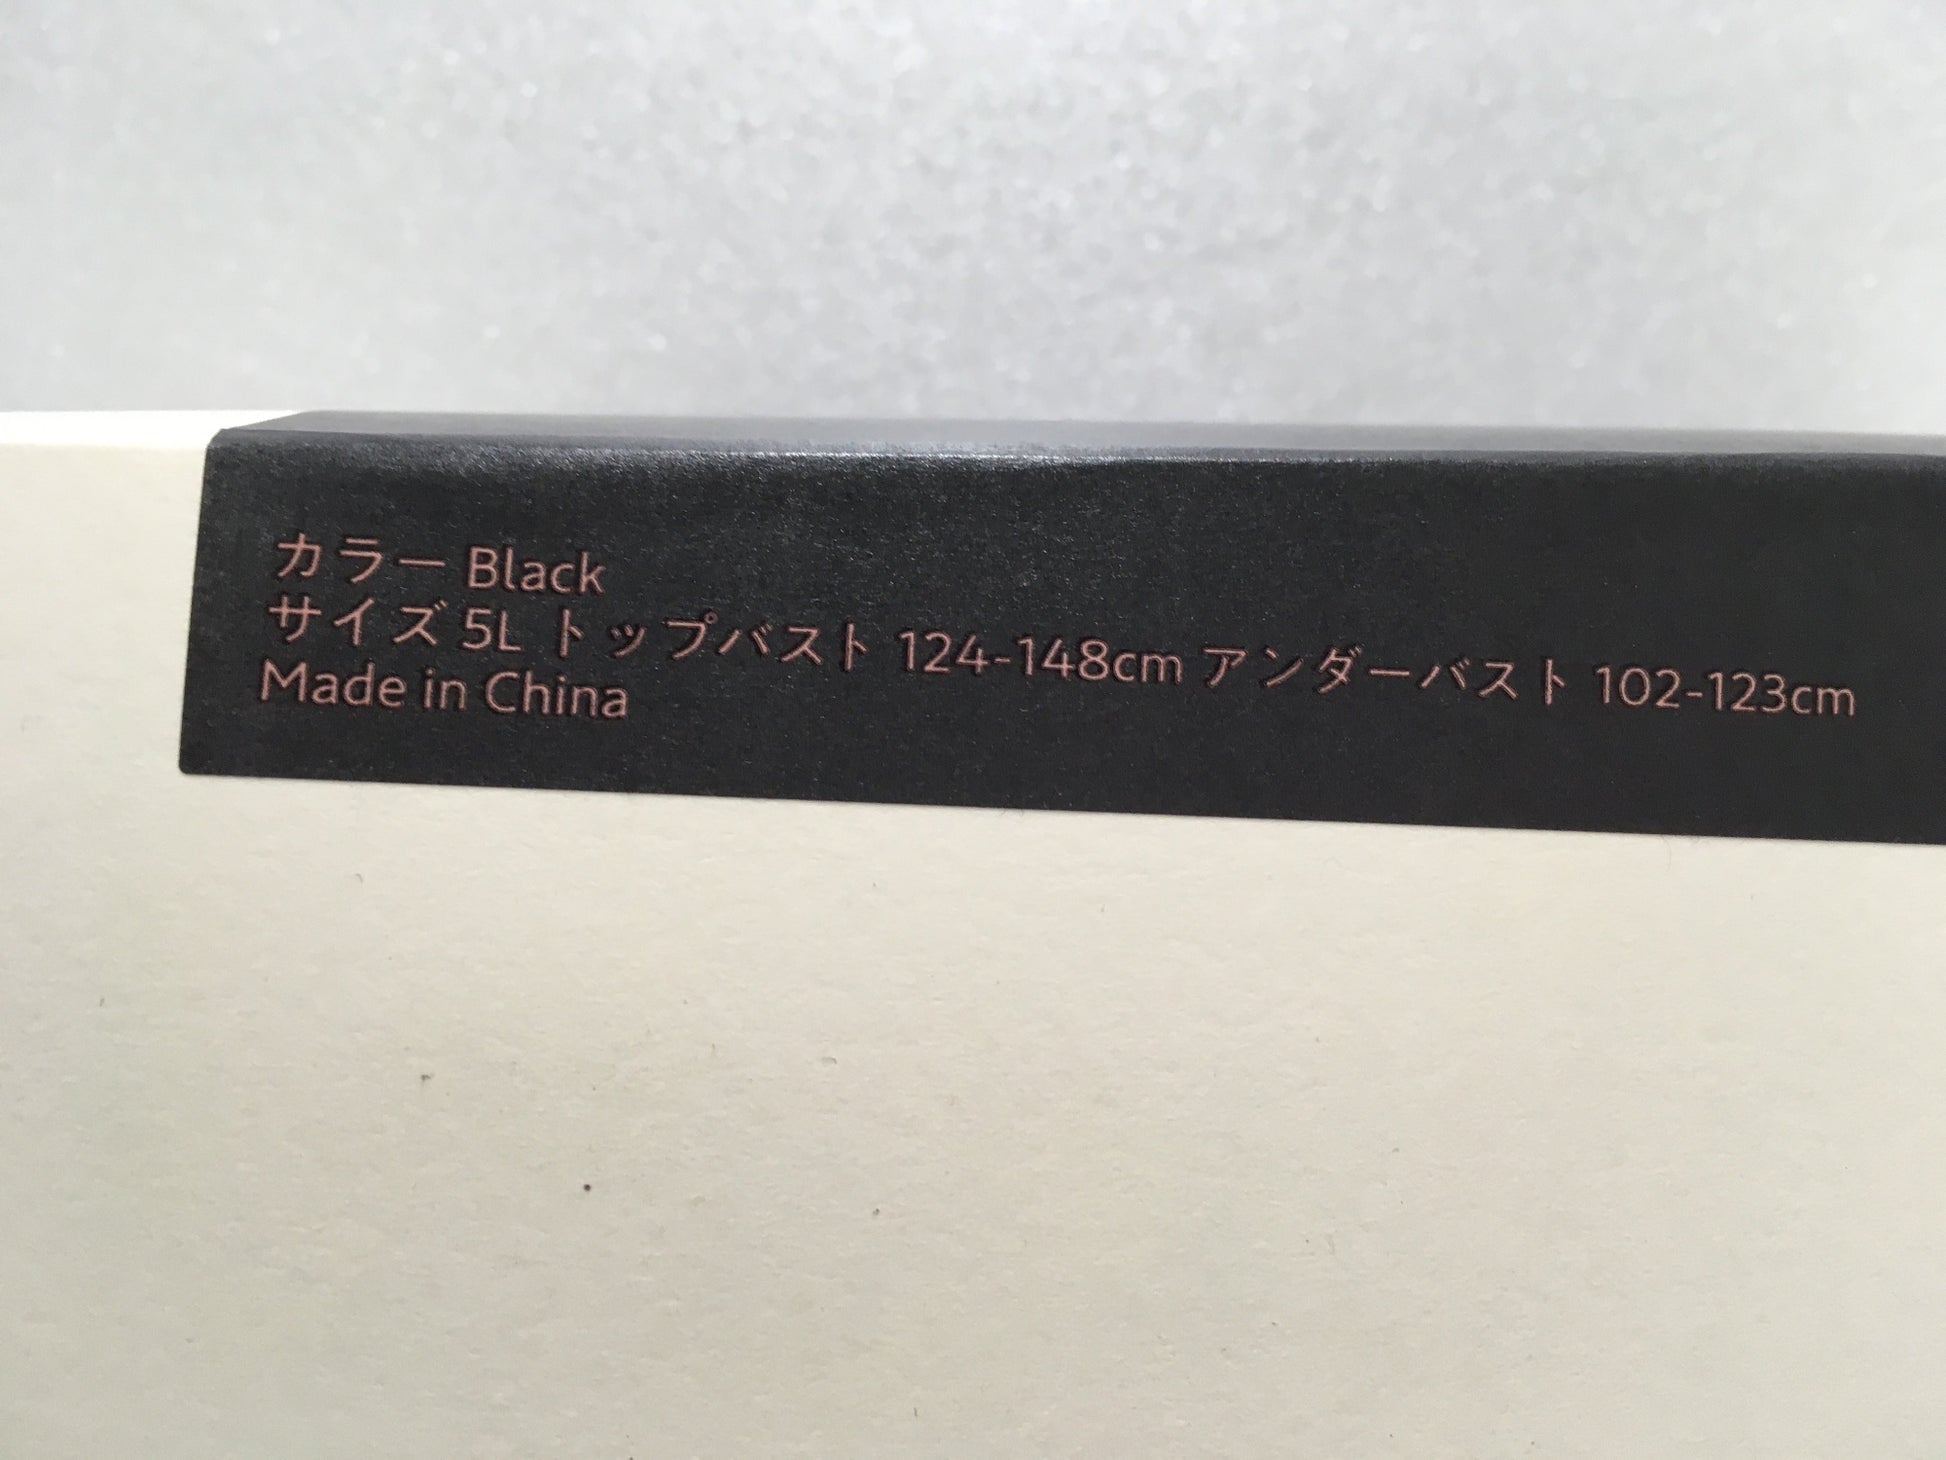 カラー Black
サイズ 5L トップバスト 124-148cm アンダーバスト 102-123cm
Made in China